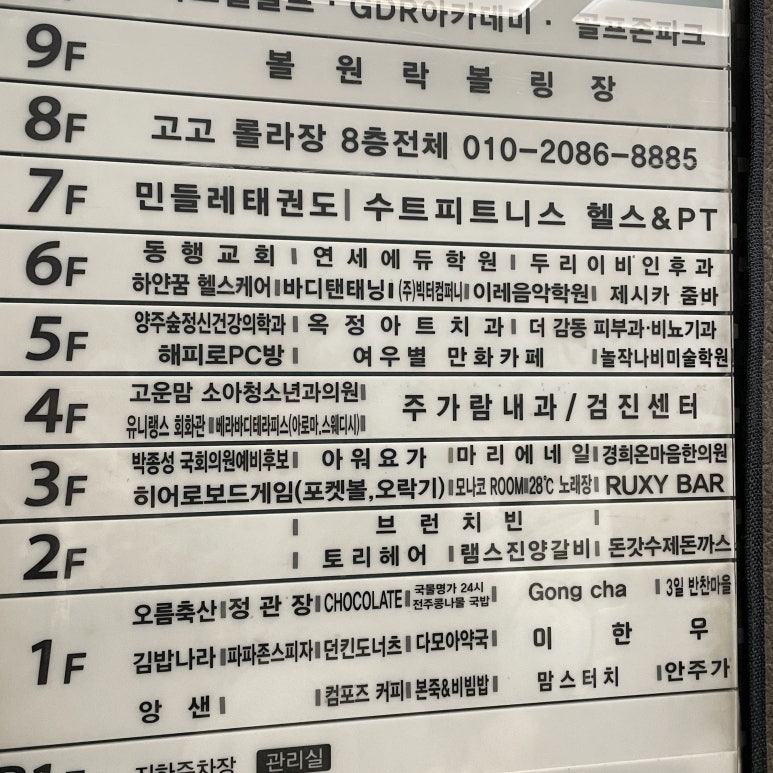 GDR아카데미 · 골프존파크
9F 볼 원 락 볼 링 장
8F 고고 롤라장 8층전체 010-2086-8885
7F 민들레태권도 | 수트피트니스 헬스&PT
6F 동 행 교 회 | 연 세 에 듀 학 원 | 두 리 이 비 인 후 과
하얀꿈 헬스케어 | 바디탠태닝 | (주)빅터컴퍼니 | 이레음악학원 | 제시카 줌바
5F 양주숲정신건강의학과 | 옥 정 아 트 치 과 | 더 감동 피부과·비뇨기과
해피로PC방 | 여우별 만화카페 | 놀작나비미술학원
4F 고운맘 소아청소년과의원 | 주가람내과/검진센터
유니랭스 회화관 | 베라바디테라피스(아로마.스웨디시) |
3F 박종성 국회의원예비후보 | 아 워 요 가 | 마 리 에 네 일 | 경희온마음한의원
히어로보드게임(포켓볼,오락기) | 모나코 ROOM | 28℃ 노래장 | RUXY BAR
2F | 브 런 치 빈 |
| 토리헤어 | 램스진양갈비 | 돈갓수제돈까스
1F 오름축산 | 정 관 장 | CHOCOLATE | 국물명가 24시 전주콩나물 국밥 | Gong cha | 3일 반찬마을
김밥나라 | 파파존스피자 | 던킨도너츠 | 다모아약국 | 이 한 우
앙 샌 | 컴포즈 커피 | 본죽&비빔밥 | 맘스터치 | 안주가
지하주차장 관리실